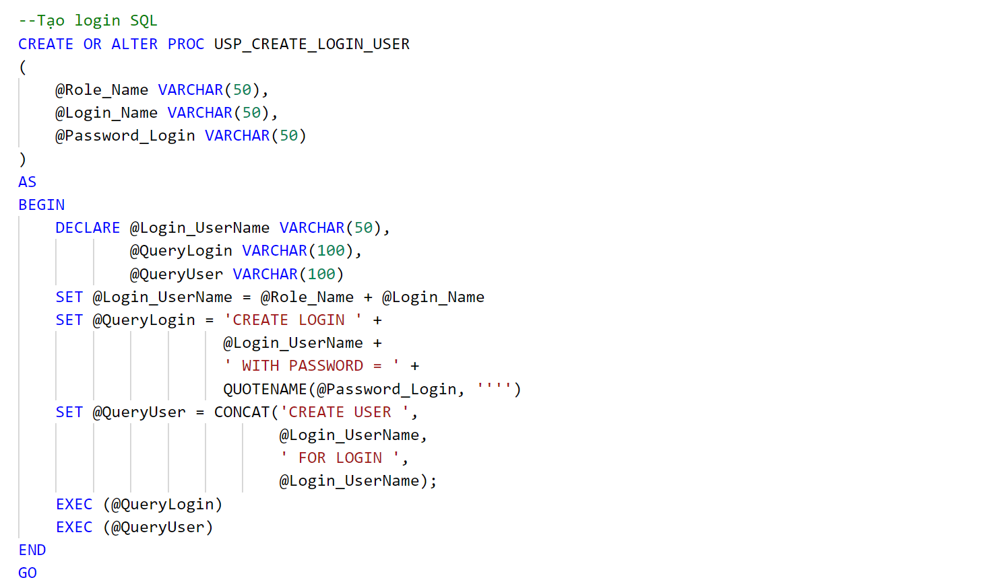 --Tạo login SQL
CREATE OR ALTER PROC USP_CREATE_LOGIN_USER
(
    @Role_Name VARCHAR(50),
    @Login_Name VARCHAR(50),
    @Password_Login VARCHAR(50)
)
AS
BEGIN
    DECLARE @Login_UserName VARCHAR(50),
            @QueryLogin VARCHAR(100),
            @QueryUser VARCHAR(100)
    SET @Login_UserName = @Role_Name + @Login_Name
    SET @QueryLogin = 'CREATE LOGIN ' +
                      @Login_UserName +
                      ' WITH PASSWORD = ' +
                      QUOTENAME(@Password_Login, '''')
    SET @QueryUser = CONCAT('CREATE USER ',
                            @Login_UserName,
                            ' FOR LOGIN ',
                            @Login_UserName);
    EXEC (@QueryLogin)
    EXEC (@QueryUser)
END
GO